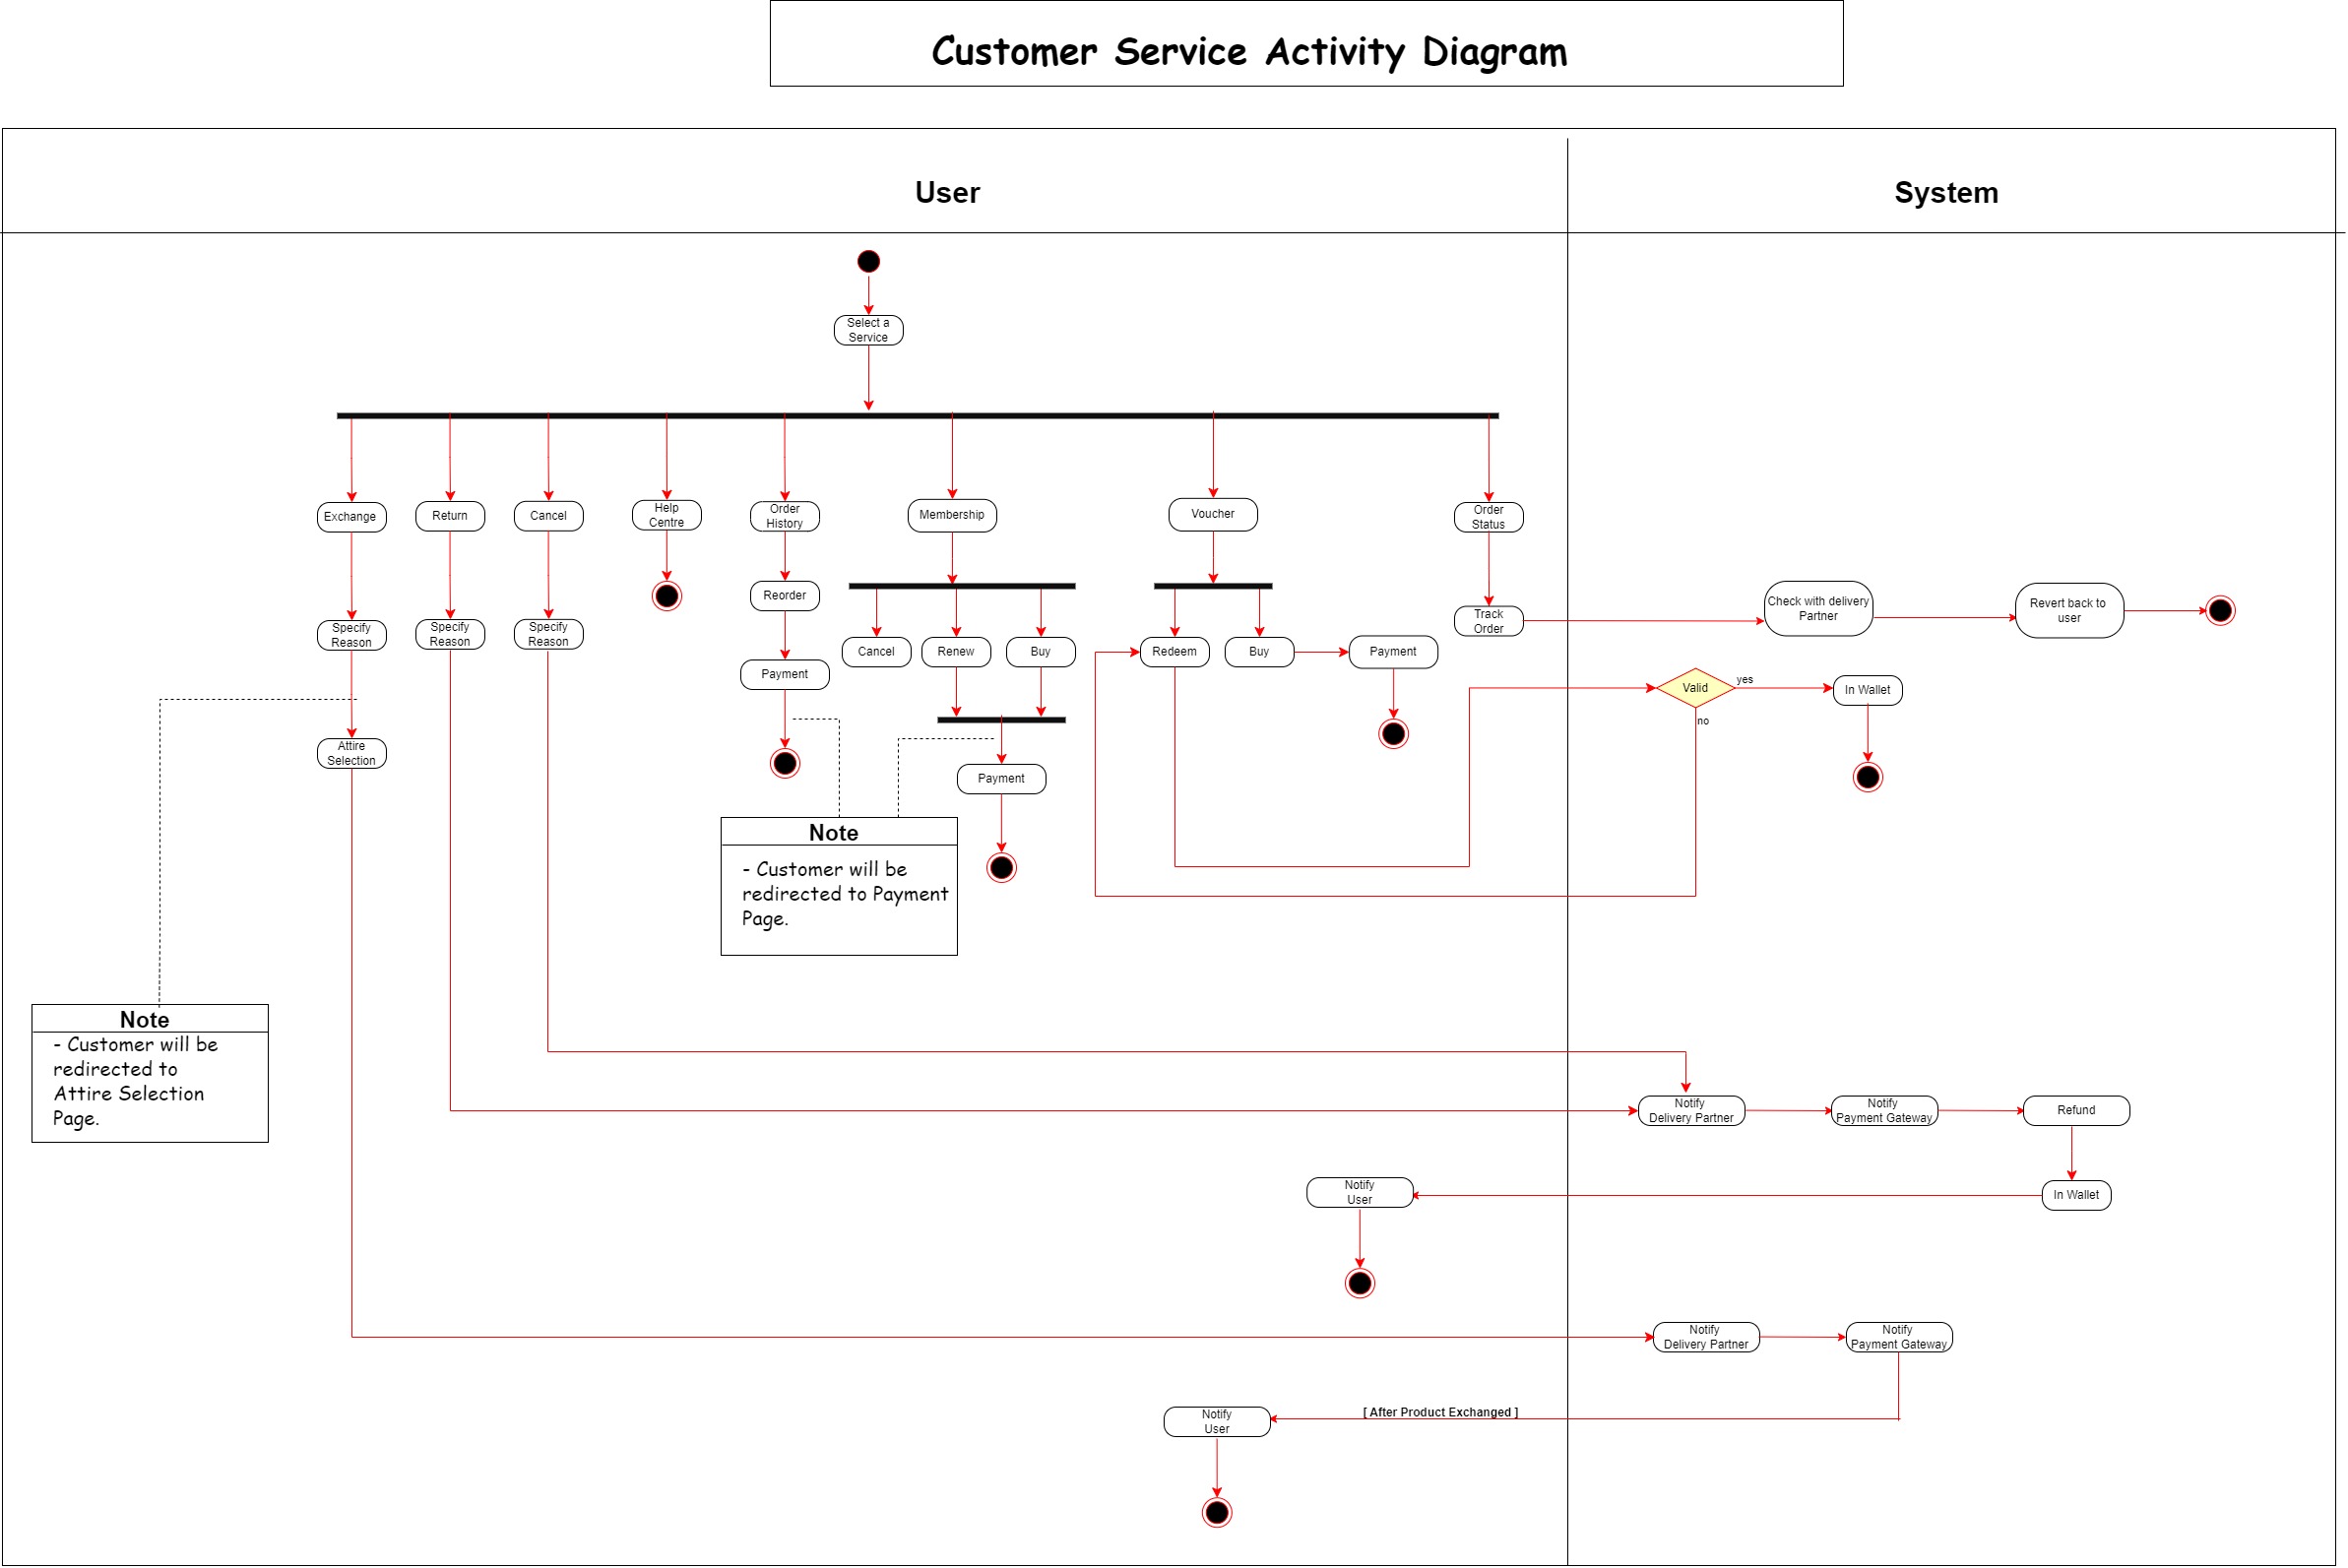 Customer Service Activity Diagram
User
System
Select a
Service
Exchange
Return
Cancel
Help
Centre
Order
History
Membership
Voucher
Order
Status
Specify
Reason
Specify
Reason
Specify
Reason
Reorder
Check with delivery
Partner
Revert back to
user
Track
Order
Cancel
Renew
Buy
Redeem
Buy
Payment
Payment
Valid
yes
no
In Wallet
Attire
Selection
Payment
Note
- Customer will be
redirected to Payment
Page.
Note
- Customer will be
redirected to
Attire Selection
Page.
Notify
Delivery Partner
Notify
Payment Gateway
Refund
Notify
User
In Wallet
Notify
Delivery Partner
Notify
Payment Gateway
[ After Product Exchanged ]
Notify
User